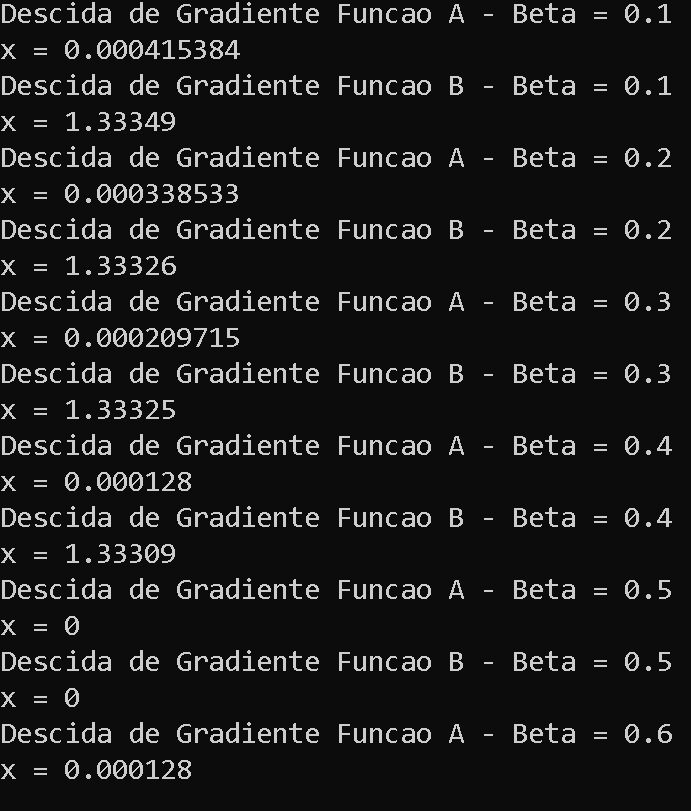 Descida de Gradiente Funcao A - Beta = 0.1
x = 0.000415384
Descida de Gradiente Funcao B - Beta = 0.1
x = 1.33349
Descida de Gradiente Funcao A - Beta = 0.2
x = 0.000338533
Descida de Gradiente Funcao B - Beta = 0.2
x = 1.33326
Descida de Gradiente Funcao A - Beta = 0.3
x = 0.000209715
Descida de Gradiente Funcao B - Beta = 0.3
x = 1.33325
Descida de Gradiente Funcao A - Beta = 0.4
x = 0.000128
Descida de Gradiente Funcao B - Beta = 0.4
x = 1.33309
Descida de Gradiente Funcao A - Beta = 0.5
x = 0
Descida de Gradiente Funcao B - Beta = 0.5
x = 0
Descida de Gradiente Funcao A - Beta = 0.6
x = 0.000128